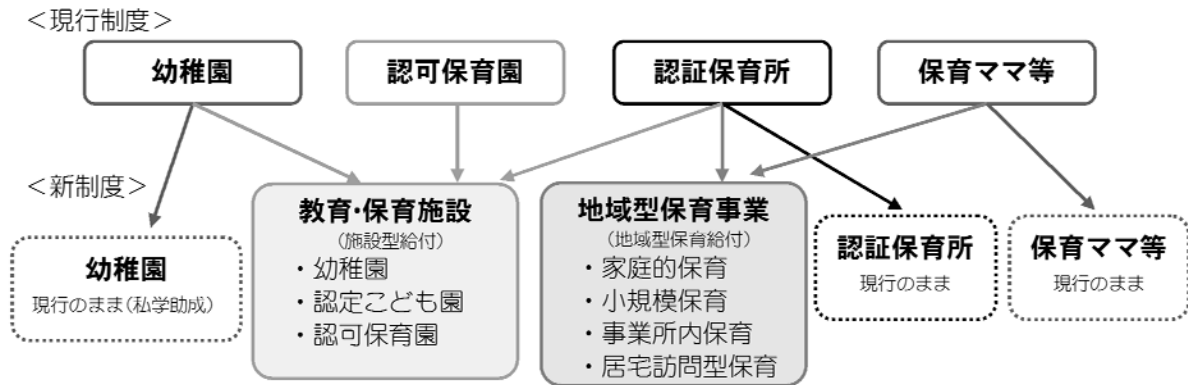 <現行制度>
幼稚園
認可保育園
認証保育所
保育ママ等
<新制度>
幼稚園
現行のまま(私学助成)
教育・保育施設
(施設型給付)
・幼稚園
・認定こども園
・認可保育園
地域型保育事業
(地域型保育給付)
・家庭的保育
・小規模保育
・事業所内保育
・居宅訪問型保育
認証保育所
現行のまま
保育ママ等
現行のまま